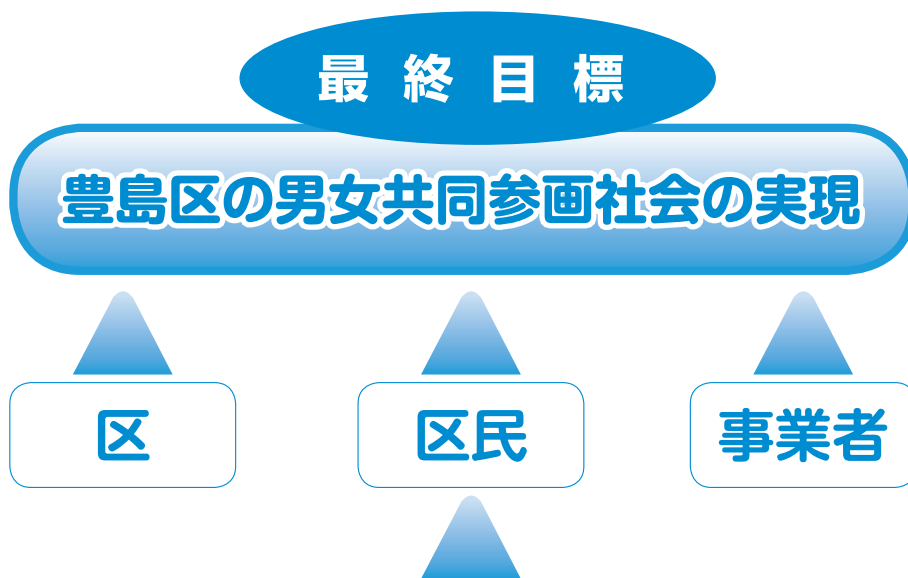 最終目標
豊島区の男女共同参画社会の実現
区
区民
事業者